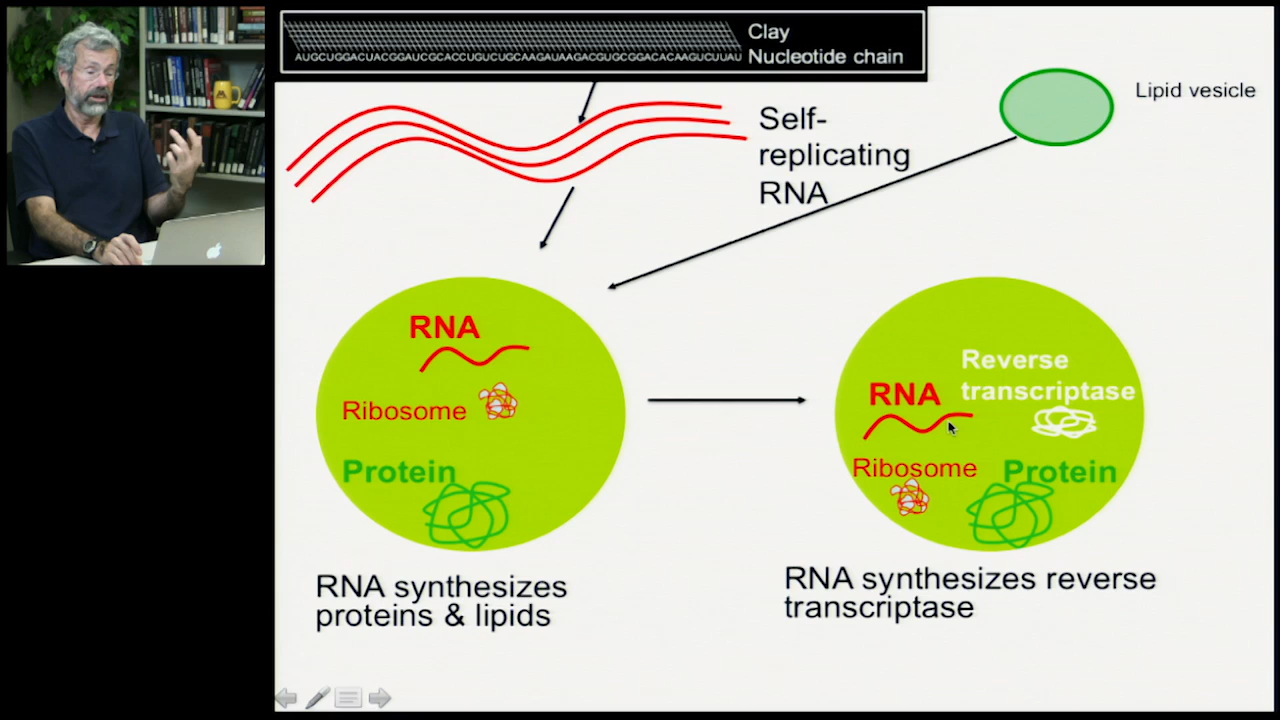 Clay
AUGCUGGACUACGGAUCGCACCUGUCUGCAAGAUAAGACGUGCGGACACAAGUCUUAU
Nucleotide chain
Lipid vesicle
Self-
replicating
RNA
RNA
Ribosome
Protein
RNA synthesizes
proteins & lipids
Reverse
transcriptase
RNA
Ribosome
Protein
RNA synthesizes reverse
transcriptase